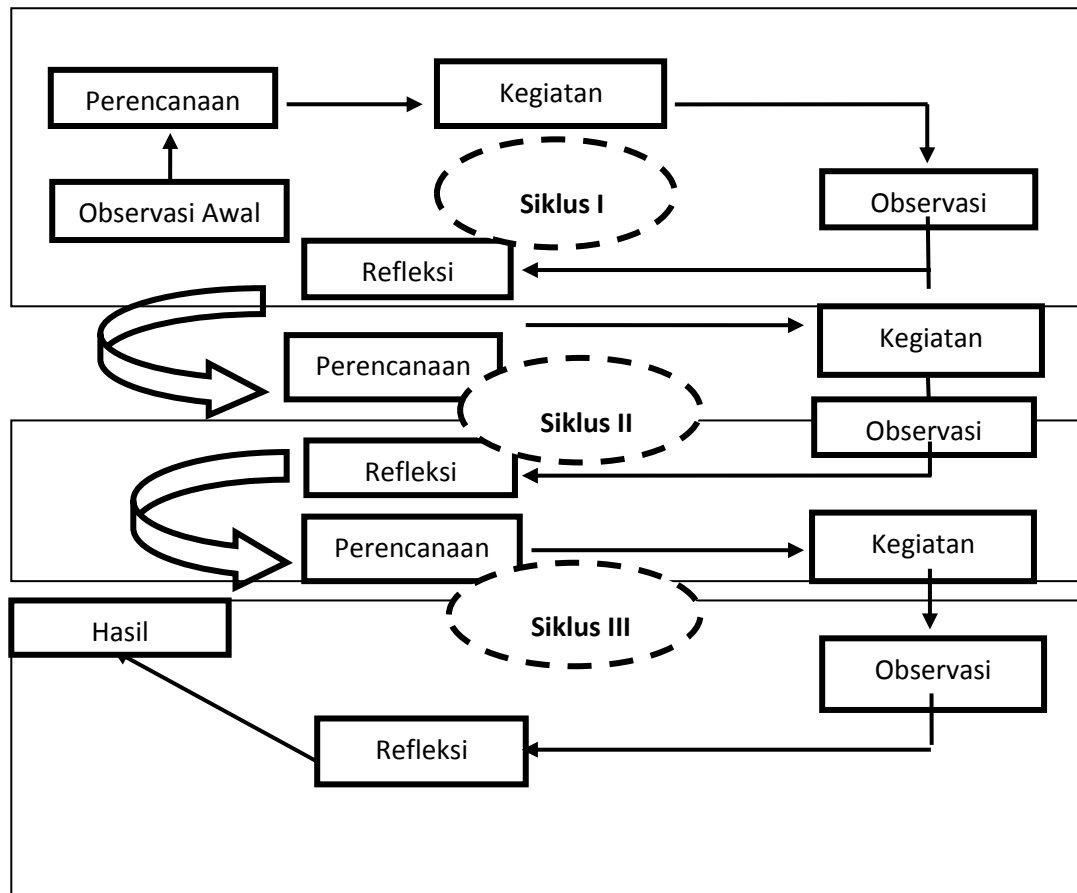 Perencanaan
Kegiatan
Observasi Awal
Siklus I
Observasi
Refleksi
Perencanaan
Kegiatan
Siklus II
Observasi
Refleksi
Perencanaan
Kegiatan
Hasil
Siklus III
Observasi
Refleksi